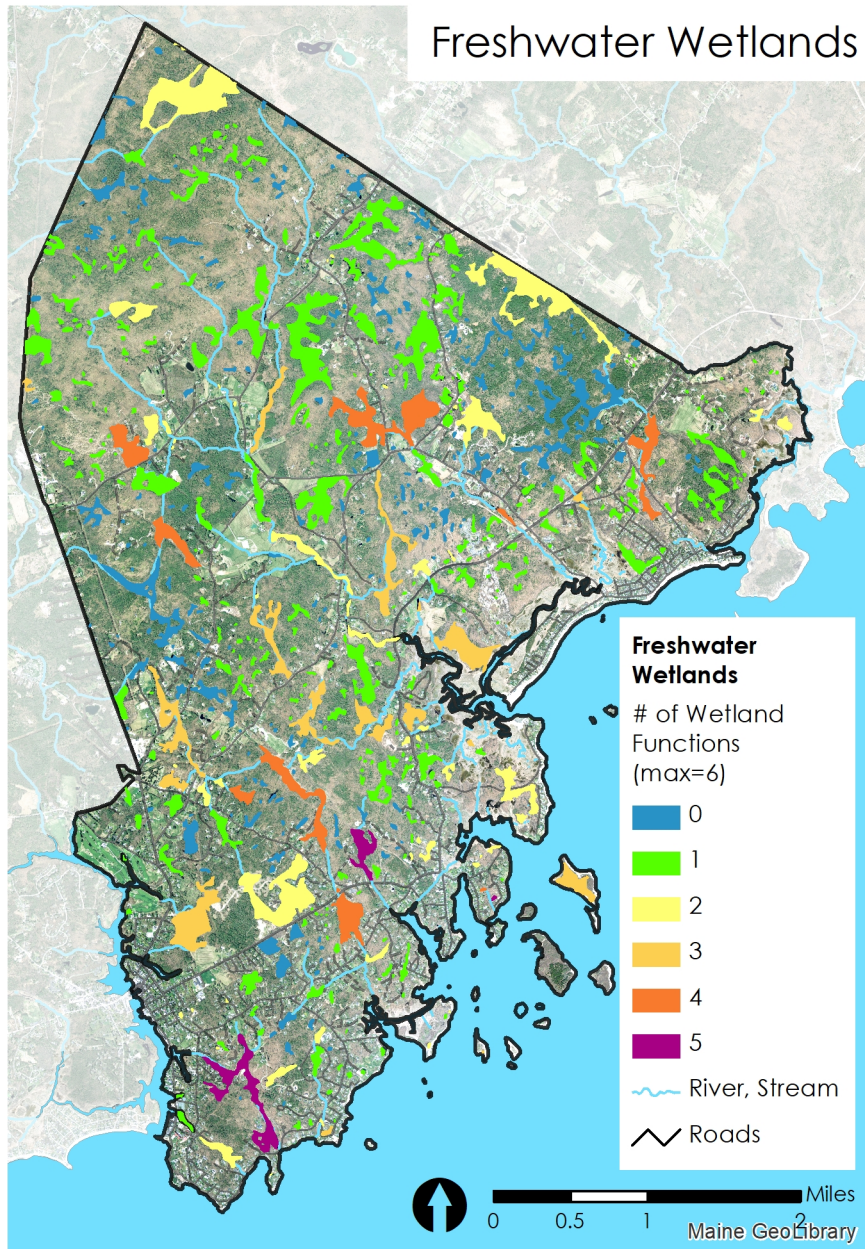 Freshwater Wetlands
Freshwater
Wetlands
# of Wetland
Functions
(max=6)
0
1
2
3
4
5
River, Stream
Roads
Miles
0 0.5 1 2
Maine GeoLibrary